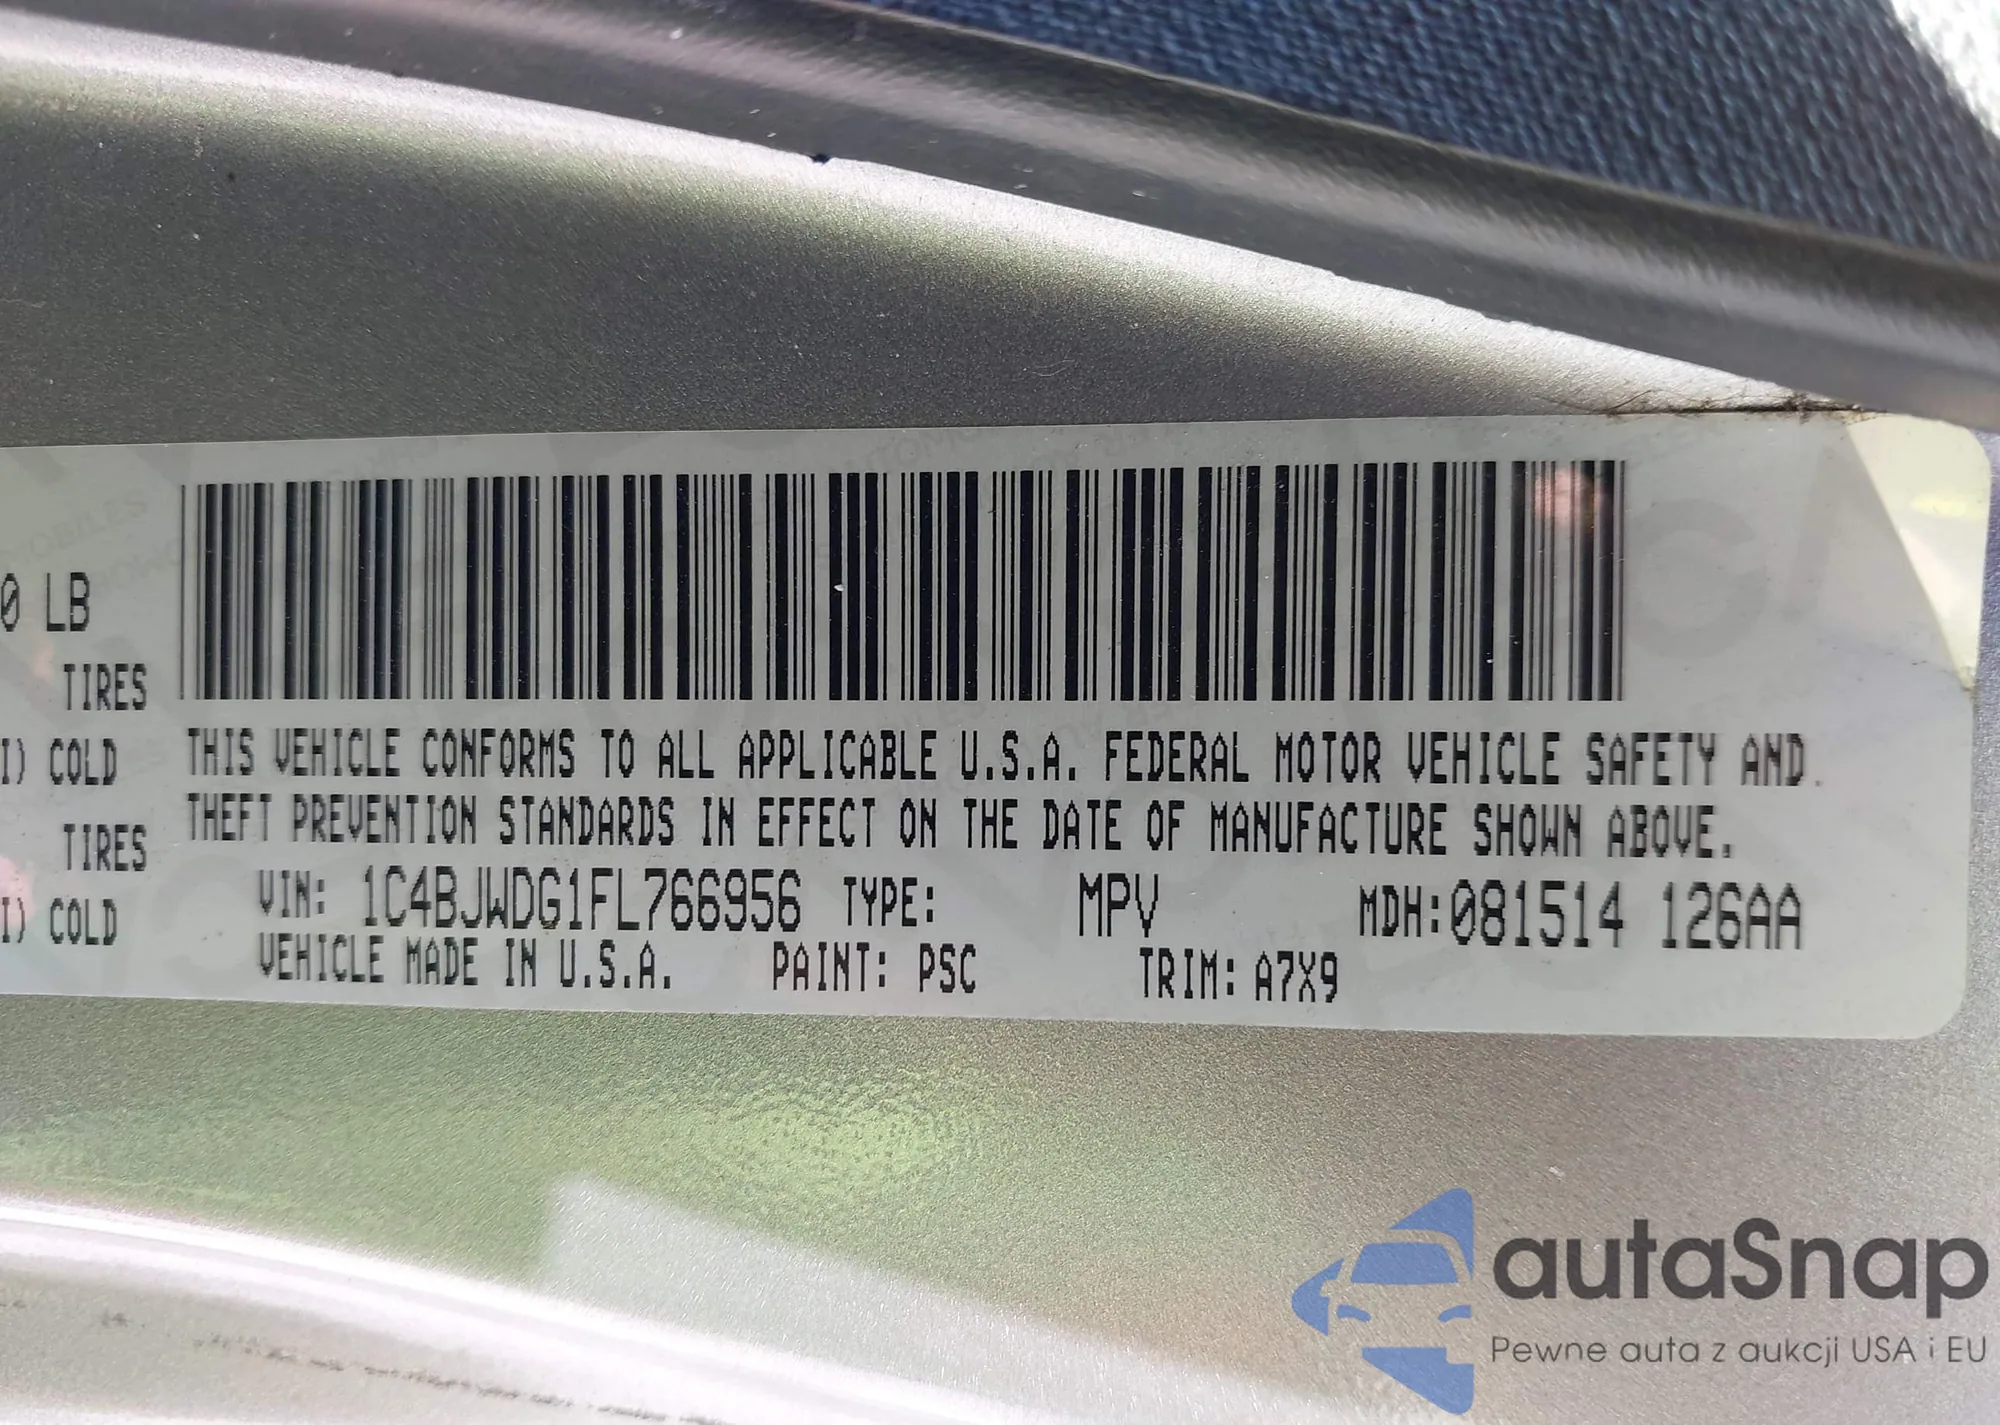 0 LB
TIRES
I) COLD
TIRES
I) COLD
THIS VEHICLE CONFORMS TO ALL APPLICABLE U.S.A. FEDERAL MOTOR VEHICLE SAFETY AND
THEFT PREVENTION STANDARDS IN EFFECT ON THE DATE OF MANUFACTURE SHOWN ABOVE.
VIN: 1C4BJWDG1FL766956 TYPE: MPV MDH:081514 126AA
VEHICLE MADE IN U.S.A. PAINT: PSC TRIM: A7X9
autaSnap
Pewne auta z aukcji USA i EU